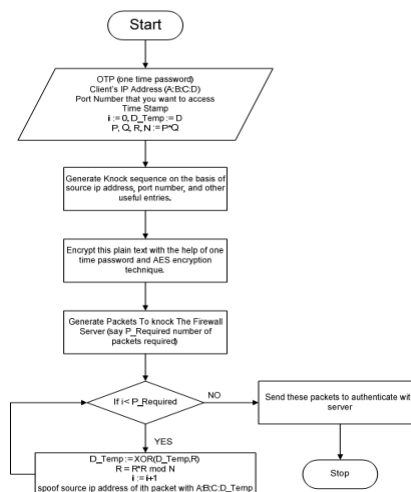 Start
OTP (one time password)
Client's IP Address (A:B:C:D)
Port Number that you want to access
Time Stamp
i := 0, D_Temp := D
P, Q, R, N := P*Q
Generate Knock sequence on the basis of
source ip address, port number, and other
useful entries.
Encrypt this plain text with the help of one
time password and AES encryption
technique.
Generate Packets To knock The Firewall
Server (say P_Required number of
packets required)
If i< P_Required
NO
Send these packets to authenticate with
server
YES
D_Temp := XOR(D_Temp,R)
R = R*R mod N
i := i+1
spoof source ip address of ith packet with A:B:C:D_Temp
Stop